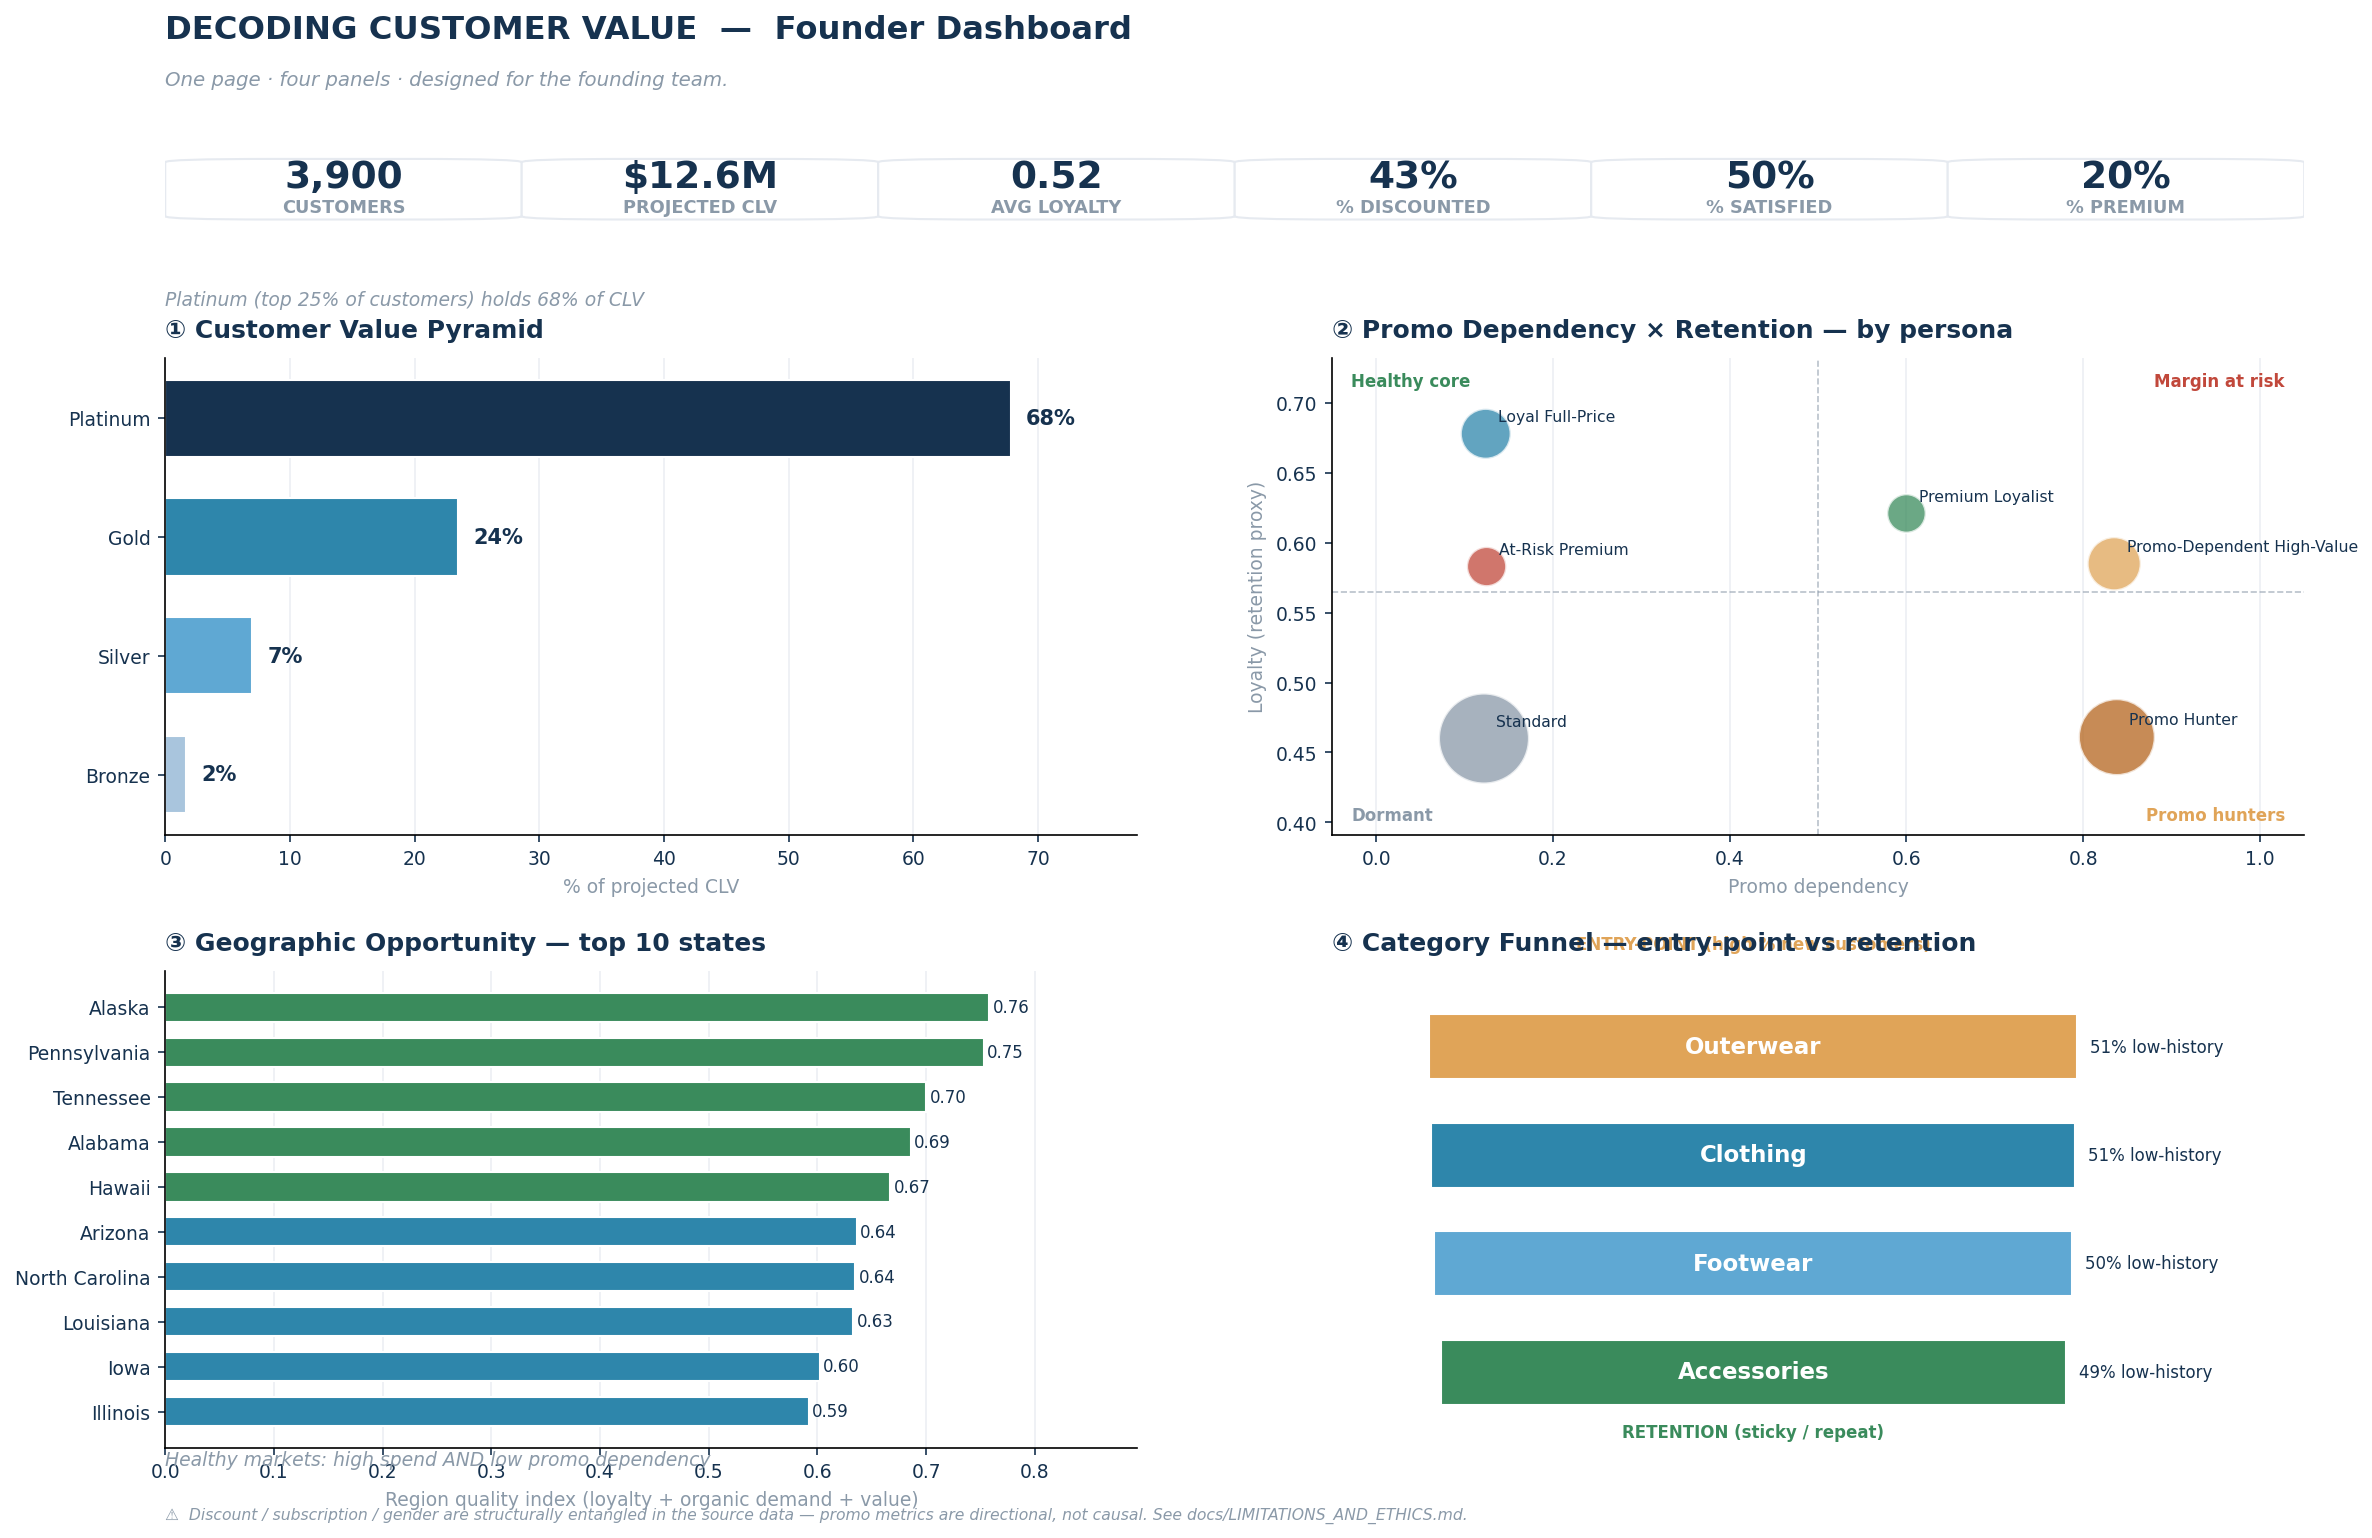 DECODING CUSTOMER VALUE — Founder Dashboard
One page · four panels · designed for the founding team.
3,900
CUSTOMERS
$12.6M
PROJECTED CLV
0.52
AVG LOYALTY
43%
% DISCOUNTED
50%
% SATISFIED
20%
% PREMIUM
Platinum (top 25% of customers) holds 68% of CLV
① Customer Value Pyramid
Platinum
68%
Gold
24%
Silver
7%
Bronze
2%
0 10 20 30 40 50 60 70
% of projected CLV
② Promo Dependency × Retention — by persona
Healthy core
Margin at risk
Loyalty (retention proxy)
0.70
0.65
0.60
0.55
0.50
0.45
0.40
Loyal Full-Price
Premium Loyalist
At-Risk Premium
Promo-Dependent High-Value
Standard
Promo Hunter
Dormant
Promo hunters
0.0 0.2 0.4 0.6 0.8 1.0
Promo dependency
③ Geographic Opportunity — top 10 states
Alaska 0.76
Pennsylvania 0.75
Tennessee 0.70
Alabama 0.69
Hawaii 0.67
Arizona 0.64
North Carolina 0.64
Louisiana 0.63
Iowa 0.60
Illinois 0.59
Healthy markets: high spend AND low promo dependency
0.0 0.1 0.2 0.3 0.4 0.5 0.6 0.7 0.8
Region quality index (loyalty + organic demand + value)
④ Category Funnel — entry-point vs retention
ENTRY-POINT (high
Outerwear
51% low-history
Clothing
51% low-history
Footwear
50% low-history
Accessories
49% low-history
RETENTION (sticky / repeat)
⚠ Discount / subscription / gender are structurally entangled in the source data — promo metrics are directional, not causal. See docs/LIMITATIONS_AND_ETHICS.md.